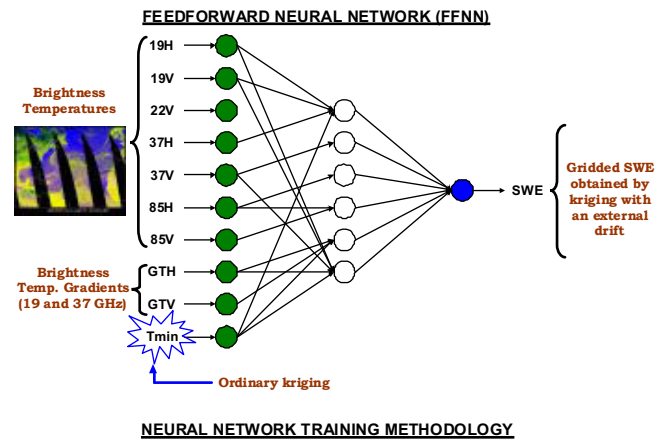 FEEDFORWARD NEURAL NETWORK (FFNN)
Brightness
Temperatures
19H
19V
22V
37H
37V
85H
85V
Brightness
Temp. Gradients
(19 and 37 GHz)
GTH
GTV
Tmin
Ordinary kriging
SWE
Gridded SWE
obtained by
kriging with
an external
drift
NEURAL NETWORK TRAINING METHODOLOGY